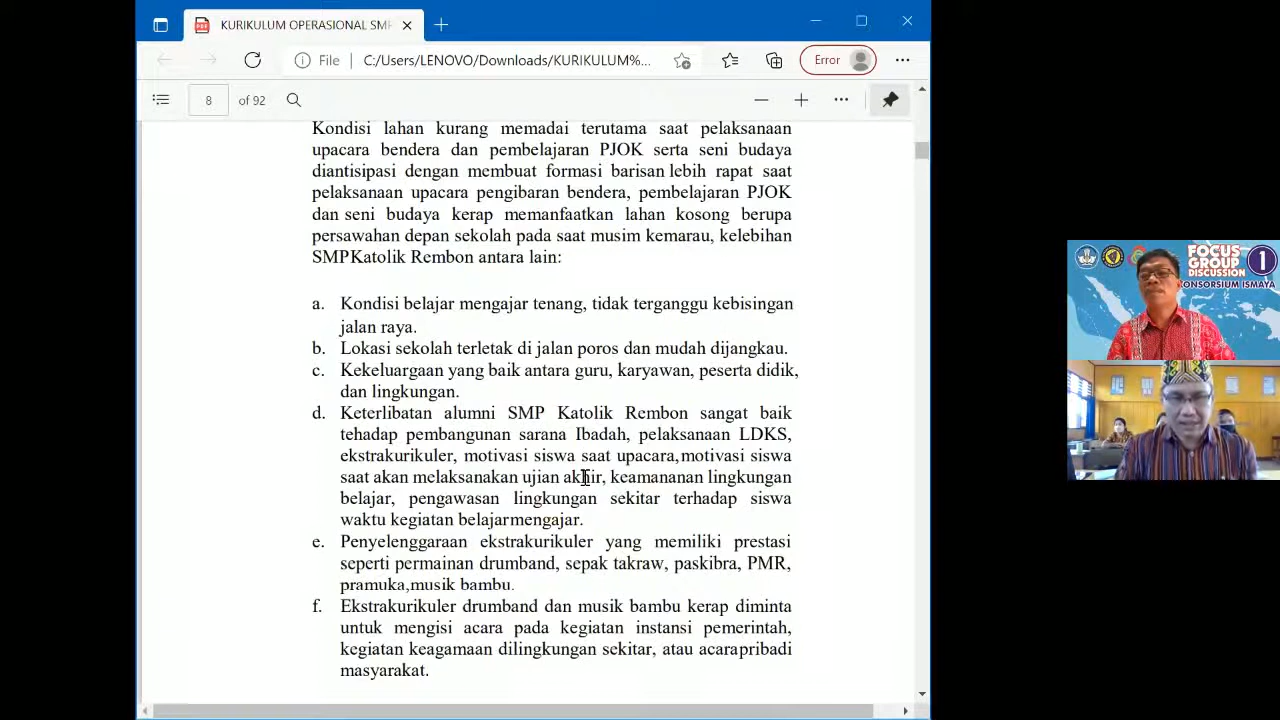 KURIKULUM OPERASIONAL SMP
File
C:/Users/LENOVO/Downloads/KURIKULUM%...
Error
8 of 92
Kondisi lahan kurang memadai terutama saat pelaksanaan
upacara bendera dan pembelajaran PJOK serta seni budaya
diantisipasi dengan membuat formasi barisan lebih rapat saat
pelaksanaan upacara pengibaran bendera, pembelajaran PJOK
dan seni budaya kerap memanfaatkan lahan kosong berupa
persawahan depan sekolah pada saat musim kemarau, kelebihan
SMPKatolik Rembon antara lain:
a. Kondisi belajar mengajar tenang, tidak terganggu kebisingan
jalan raya.
b. Lokasi sekolah terletak di jalan poros dan mudah dijangkau.
c. Kekeluargaan yang baik antara guru, karyawan, peserta didik,
dan lingkungan.
d. Keterlibatan alumni SMP Katolik Rembon sangat baik
tehadap pembangunan sarana Ibadah, pelaksanaan LDKS,
ekstrakurikuler, motivasi siswa saat upacara,motivasi siswa
saat akan melaksanakan ujian akhir, keamananan lingkungan
belajar, pengawasan lingkungan sekitar terhadap siswa
waktu kegiatan belajarmengajar.
e. Penyelenggaraan ekstrakurikuler yang memiliki prestasi
seperti permainan drumband, sepak takraw, paskibra, PMR,
pramuka,musik bambu.
f. Ekstrakurikuler drumband dan musik bambu kerap diminta
untuk mengisi acara pada kegiatan instansi pemerintah,
kegiatan keagamaan dilingkungan sekitar, atau acarapribadi
masyarakat.
FOCUS
GROUP
DISCUSSION
1
KONSORSIUM ISMAYA